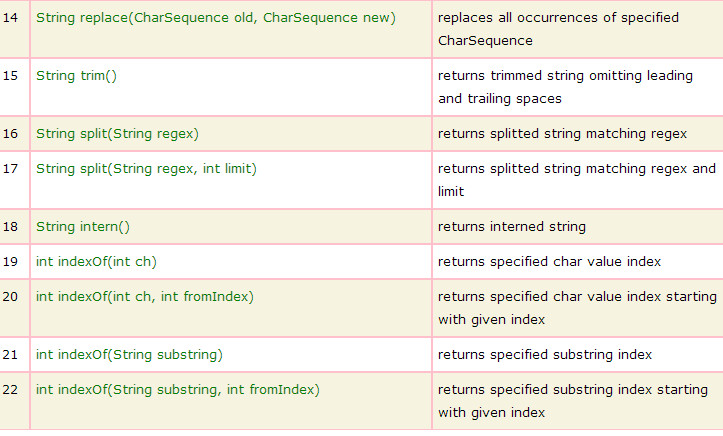 14 String replace(CharSequence old, CharSequence new) replaces all occurrences of specified
CharSequence
15 String trim() returns trimmed string omitting leading
and trailing spaces
16 String split(String regex) returns splitted string matching regex
17 String split(String regex, int limit) returns splitted string matching regex and
limit
18 String intern() returns interned string
19 int indexOf(int ch) returns specified char value index
20 int indexOf(int ch, int fromIndex) returns specified char value index starting
with given index
21 int indexOf(String substring) returns specified substring index
22 int indexOf(String substring, int fromIndex) returns specified substring index starting
with given index